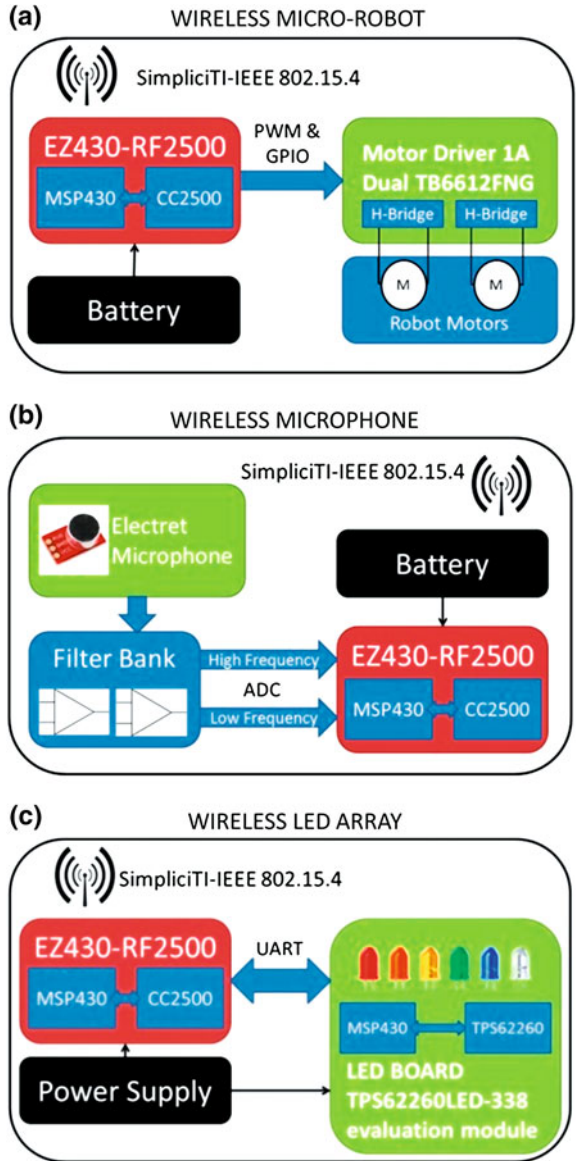 (a)
WIRELESS MICRO-ROBOT
SimpliciTI-IEEE 802.15.4
EZ430-RF2500
MSP430
CC2500
PWM &
GPIO
Motor Driver 1A
Dual TB6612FNG
H-Bridge
H-Bridge
M
M
Robot Motors
Battery
(b)
WIRELESS MICROPHONE
SimpliciTI-IEEE 802.15.4
Electret
Microphone
Battery
Filter Bank
High Frequency
ADC
Low Frequency
EZ430-RF2500
MSP430
CC2500
(c)
WIRELESS LED ARRAY
SimpliciTI-IEEE 802.15.4
EZ430-RF2500
MSP430
CC2500
UART
MSP430
TPS62260
LED BOARD
TPS62260LED-338
evaluation module
Power Supply